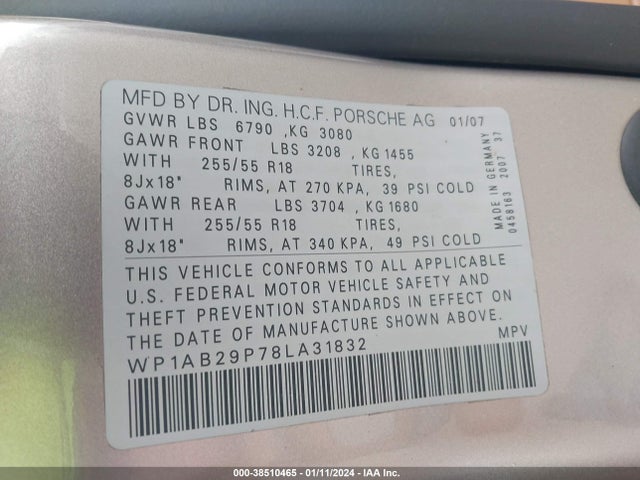 MFD BY DR. ING. H.C.F. PORSCHE AG 01/07
GVWR LBS 6790 , KG 3080
GAWR FRONT LBS 3208 , KG 1455
WITH 255/55 R18 TIRES,
8Jx18" RIMS, AT 270 KPA, 39 PSI COLD
GAWR REAR LBS 3704 , KG 1680
WITH 255/55 R18 TIRES,
8Jx18" RIMS, AT 340 KPA, 49 PSI COLD
MADE IN GERMANY
0458163 2007 37
THIS VEHICLE CONFORMS TO ALL APPLICABLE
U.S. FEDERAL MOTOR VEHICLE SAFETY AND
THEFT PREVENTION STANDARDS IN EFFECT ON
THE DATE OF MANUFACTURE SHOWN ABOVE.
WP1AB29P78LA31832 MPV
000-38510465 - 01/11/2024 - IAA Inc.